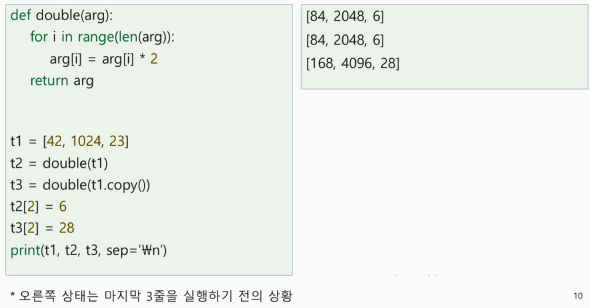 def double(arg):
    for i in range(len(arg)):
        arg[i] = arg[i] * 2
    return arg
t1 = [42, 1024, 23]
t2 = double(t1)
t3 = double(t1.copy())
t2[2] = 6
t3[2] = 28
print(t1, t2, t3, sep='₩n')
[84, 2048, 6]
[84, 2048, 6]
[168, 4096, 28]
* 오른쪽 상태는 마지막 3줄을 실행하기 전의 상황
10